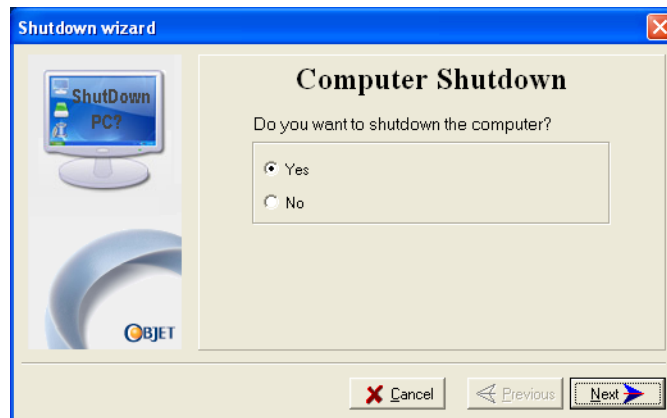 Shutdown wizard
ShutDown
PC?
OBJET
Computer Shutdown
Do you want to shutdown the computer?
Yes
No
Cancel
Previous
Next